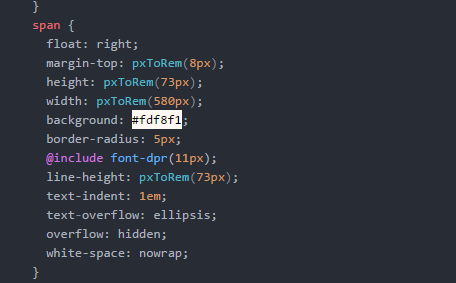 }
span {
float: right;
margin-top: pxToRem(8px);
height: pxToRem(73px);
width: pxToRem(580px);
background: #fdf8f1;
border-radius: 5px;
@include font-dpr(11px);
line-height: pxToRem(73px);
text-indent: 1em;
text-overflow: ellipsis;
overflow: hidden;
white-space: nowrap;
}